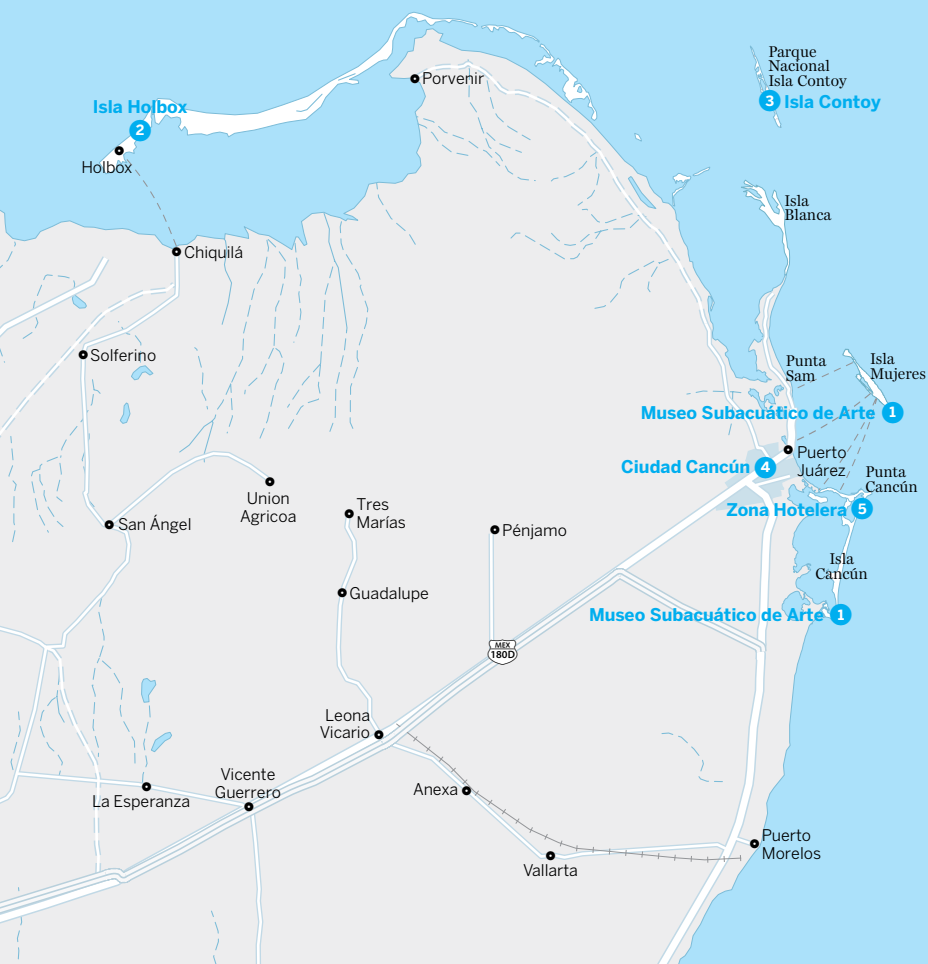 Parque
Nacional
Isla Contoy
3 Isla Contoy
Porvenir
Isla Holbox
2
Holbox
Isla
Blanca
Chiquilá
Solferino
Punta
Sam
Isla
Mujeres
Museo Subacuático de Arte 1
Puerto
Juárez
Ciudad Cancún 4
Punta
Cancún
Zona Hotelera 5
Union
Agricoa
Tres
Marías
San Ángel
Pénjamo
Isla
Cancún
Guadalupe
Museo Subacuático de Arte 1
MEX
180D
Leona
Vicario
Vicente
Guerrero
La Esperanza
Anexa
Puerto
Morelos
Vallarta